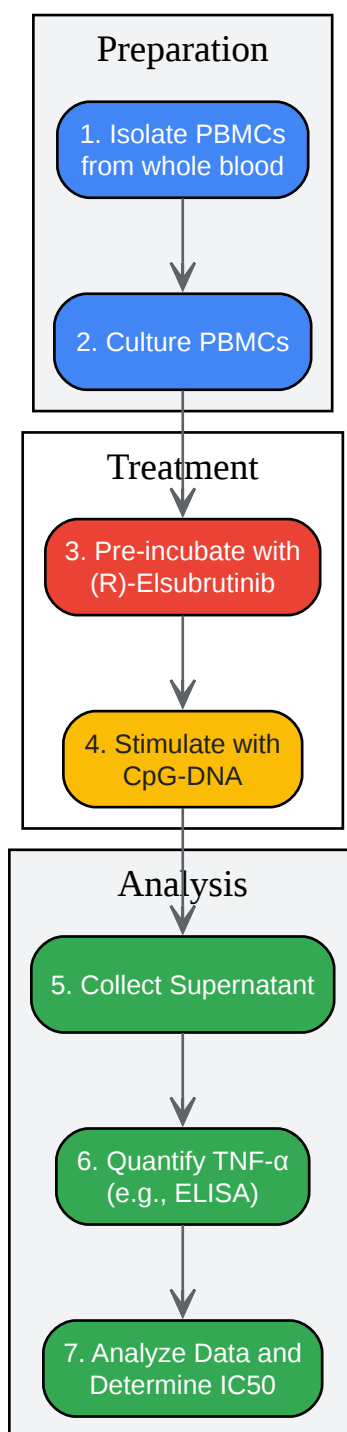 Preparation
1. Isolate PBMCs
from whole blood
2. Culture PBMCs
Treatment
3. Pre-incubate with
(R)-Elsubrutinib
4. Stimulate with
CpG-DNA
Analysis
5. Collect Supernatant
6. Quantify TNF-α
(e.g., ELISA)
7. Analyze Data and
Determine IC50